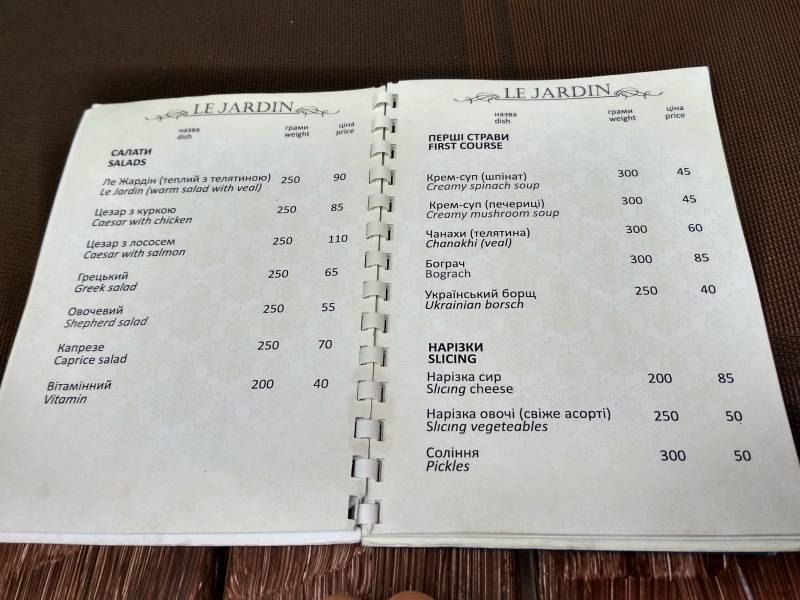 LE JARDIN
назва грами ціна
dish weight price
САЛАТИ
SALADS
Ле Жардін (теплий з телятиною) 250 90
Le Jardin (warm salad with veal)
Цезар з куркою 250 85
Caesar with chicken
Цезар з лососем 250 110
Caesar with salmon
Грецький 250 65
Greek salad
Овочевий 250 55
Shepherd salad
Капрезе 250 70
Caprice salad
Вітамінний 200 40
Vitamin
LE JARDIN
назва грами ціна
dish weight price
ПЕРШІ СТРАВИ
FIRST COURSE
Крем-суп (шпінат) 300 45
Creamy spinach soup
Крем-суп (печериці) 300 45
Creamy mushroom soup
Чанахи (телятина) 300 60
Chanakhi (veal)
Бограч 300 85
Bograch
Український борщ 250 40
Ukrainian borsch
НАРІЗКИ
SLICING
Нарізка сир 200 85
Slicing cheese
Нарізка овочі (свіже асорті) 250 50
Slicing vegeteables
Соління 300 50
Pickles